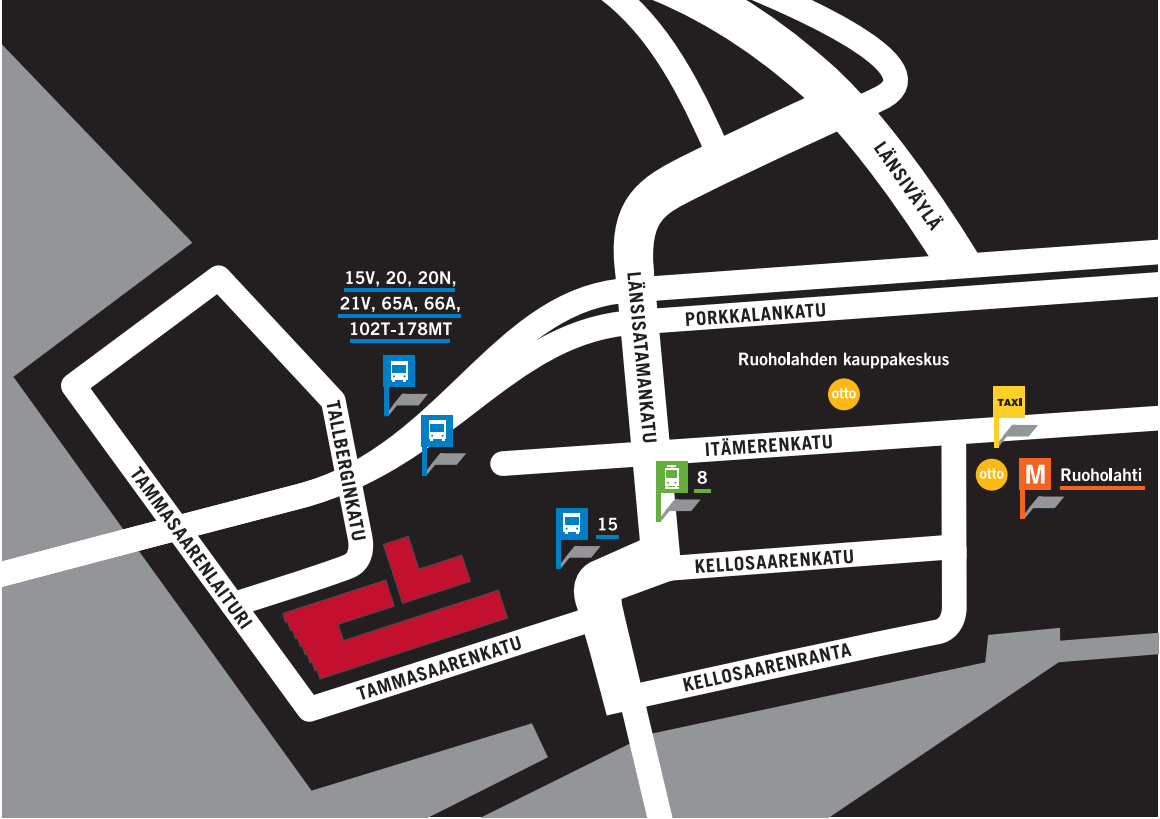 LÄNSIVÄYLÄ
15V, 20, 20N,
21V, 65A, 66A,
102T-178MT
LÄNSISATAMANKATU
PORKKALANKATU
Ruoholahden kauppakeskus
otto
TAXI
TALLBERGINKATU
ITÄMERENKATU
TAMMASAARENLAITURI
8
otto
M
Ruoholahti
15
KELLOSAARENKATU
TAMMASAARENKATU
KELLOSAARENRANTA